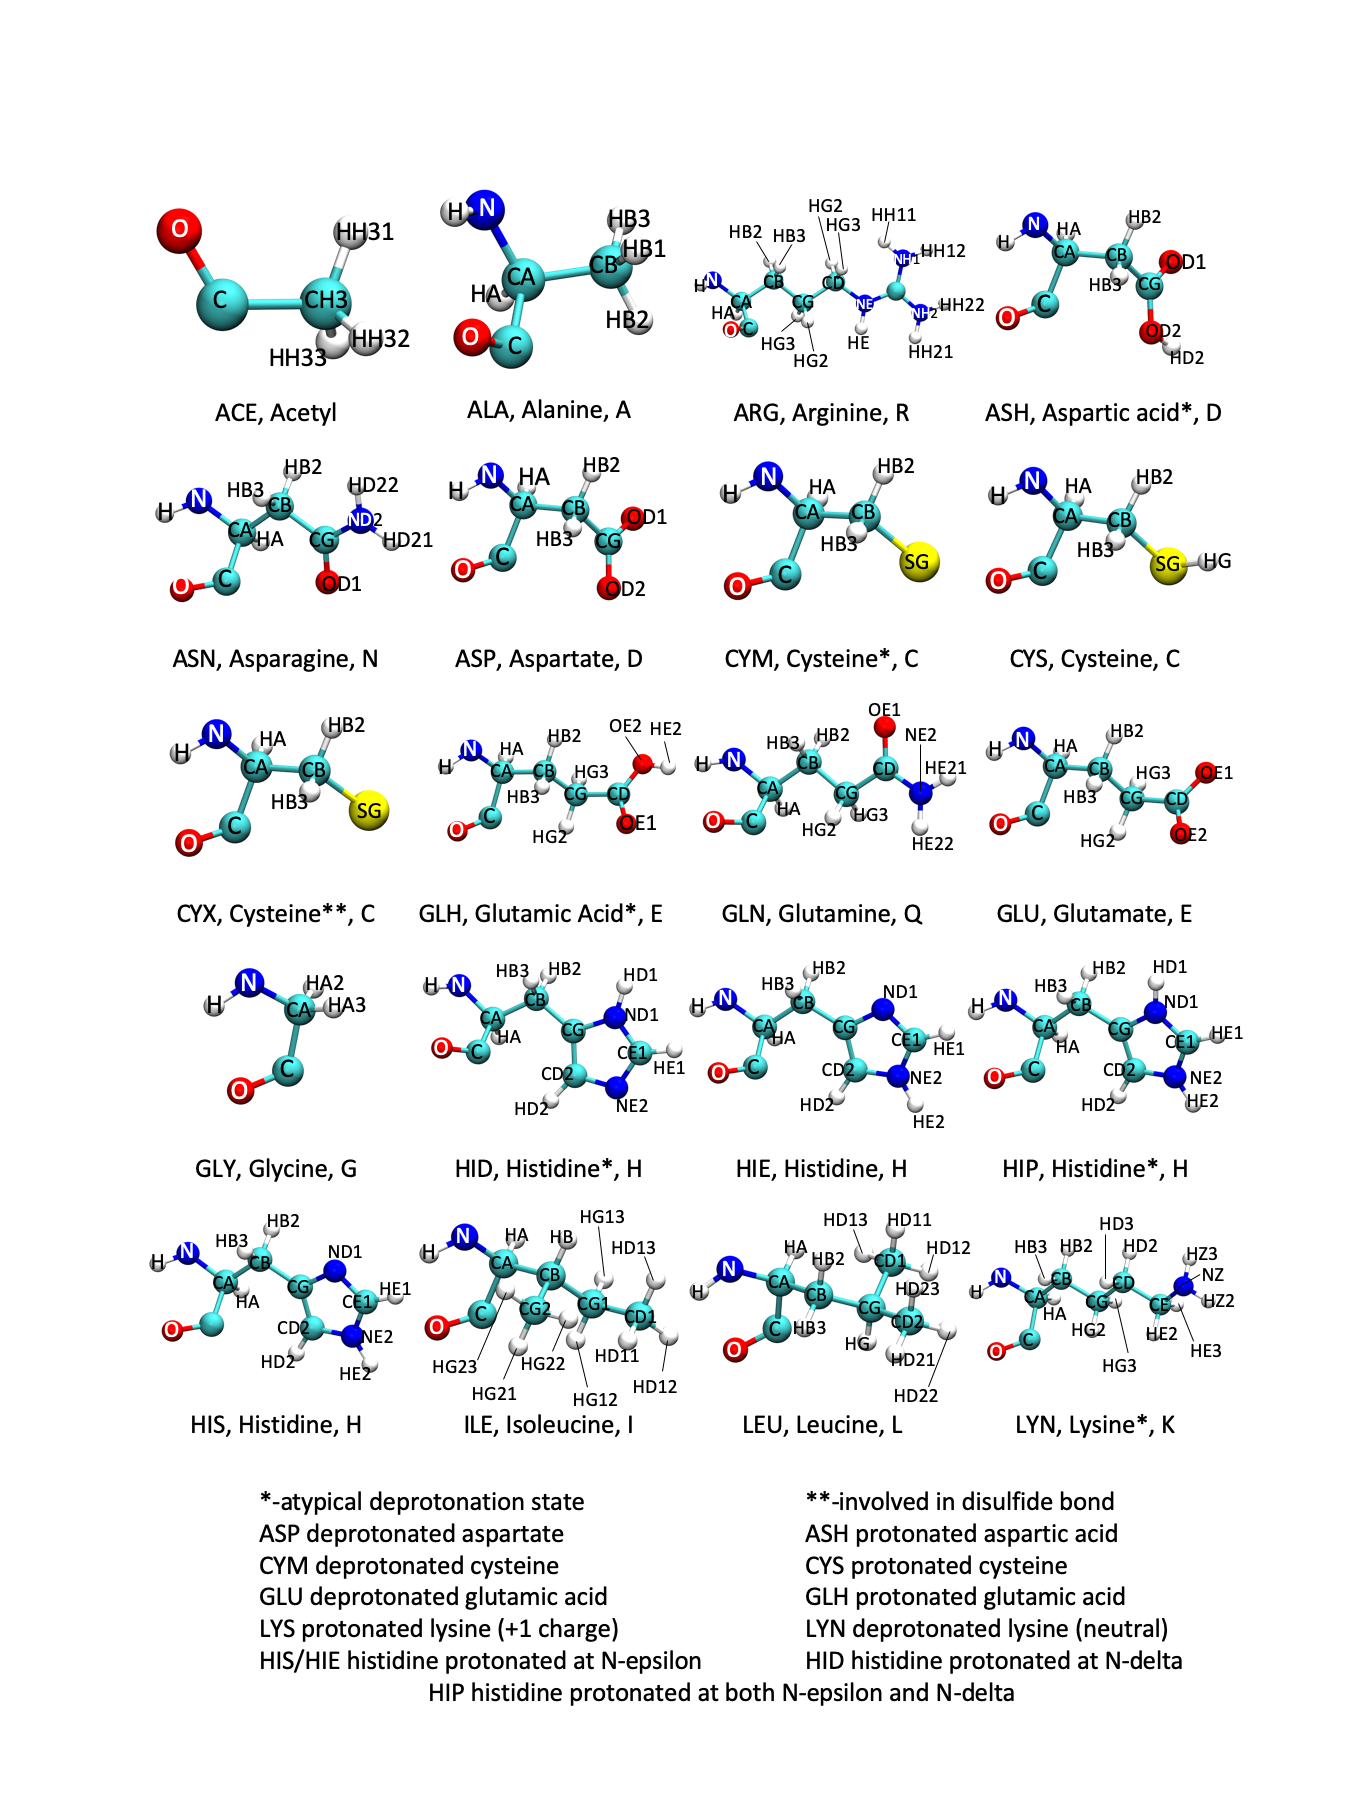 O
HH31
C
CH3
HH32
HH33
ACE, Acetyl
H
N
HB3
HB1
CB
CA
HA
HB2
O
C
ALA, Alanine, A
HG2
HH11
HG3
HB2
HB3
NH1
HH12
H
N
CB
CD
CA
CG
NE
NH2
HH22
HA
O
C
HG3
HE
HH21
HG2
ARG, Arginine, R
N
HA
HB2
H
CA
CB
OD1
HB3
CG
C
O
OD2
HD2
ASH, Aspartic acid*, D
HB2
HD22
HB3
N
H
CB
ND2
CA
HA
CG
HD21
C
O
OD1
ASN, Asparagine, N
N
HA
HB2
H
CA
CB
OD1
HB3
CG
C
O
OD2
ASP, Aspartate, D
N
HB2
HA
H
CA
CB
HB3
SG
C
O
CYM, Cysteine*, C
N
HB2
HA
H
CA
CB
HB3
SG
HG
C
O
CYS, Cysteine, C
N
HB2
HA
H
CA
CB
HB3
SG
C
O
CYX, Cysteine**, C
OE2
HE2
N
HA
HB2
H
CA
CB
HG3
HB3
CG
CD
C
O
OE1
HG2
GLH, Glutamic Acid*, E
OE1
HB3
HB2
NE2
H
N
CB
CD
HE21
CA
CG
HA
HG3
O
C
HG2
HE22
GLN, Glutamine, Q
N
HA
HB2
H
CA
CB
HG3
OE1
HB3
CG
CD
C
O
HG2
OE2
GLU, Glutamate, E
N
HA2
H
CA
HA3
C
O
GLY, Glycine, G
HB3
HB2
HD1
H
N
CB
CA
HA
CG
ND1
O
C
CE1
HE1
CD2
HD2
NE2
HID, Histidine*, H
HB2
HB3
ND1
H
N
CB
CA
HA
CG
CE1
HE1
O
C
CD2
NE2
HD2
HE2
HIE, Histidine, H
HB2
HD1
HB3
H
N
CB
ND1
CA
CG
HE1
HA
CE1
O
C
CD2
NE2
HD2
HE2
HIP, Histidine*, H
HB2
HB3
ND1
H
N
CB
CA
CG
HE1
HA
CE1
O
C
CD2
NE2
HD2
HE2
HIS, Histidine, H
HG13
N
HA
HB
HD13
H
CA
CB
CG2
CG1
C
CD1
O
HD11
HG23
HG22
HG21
HG12
HD12
ILE, Isoleucine, I
HD13
HD11
HA
HB2
HD12
N
CD1
H
CA
CB
HD23
CG
CD2
C
HB3
HG
O
HD21
HD22
LEU, Leucine, L
HD3
HB3
HB2
HD2
HZ3
NZ
N
CB
CD
H
CA
HA
CG
CE
HZ2
HG2
HE2
C
O
HG3
HE3
LYN, Lysine*, K
*-atypical deprotonation state
**-involved in disulfide bond
ASP deprotonated aspartate
ASH protonated aspartic acid
CYM deprotonated cysteine
CYS protonated cysteine
GLU deprotonated glutamic acid
GLH protonated glutamic acid
LYS protonated lysine (+1 charge)
LYN deprotonated lysine (neutral)
HIS/HIE histidine protonated at N-epsilon
HID histidine protonated at N-delta
HIP histidine protonated at both N-epsilon and N-delta